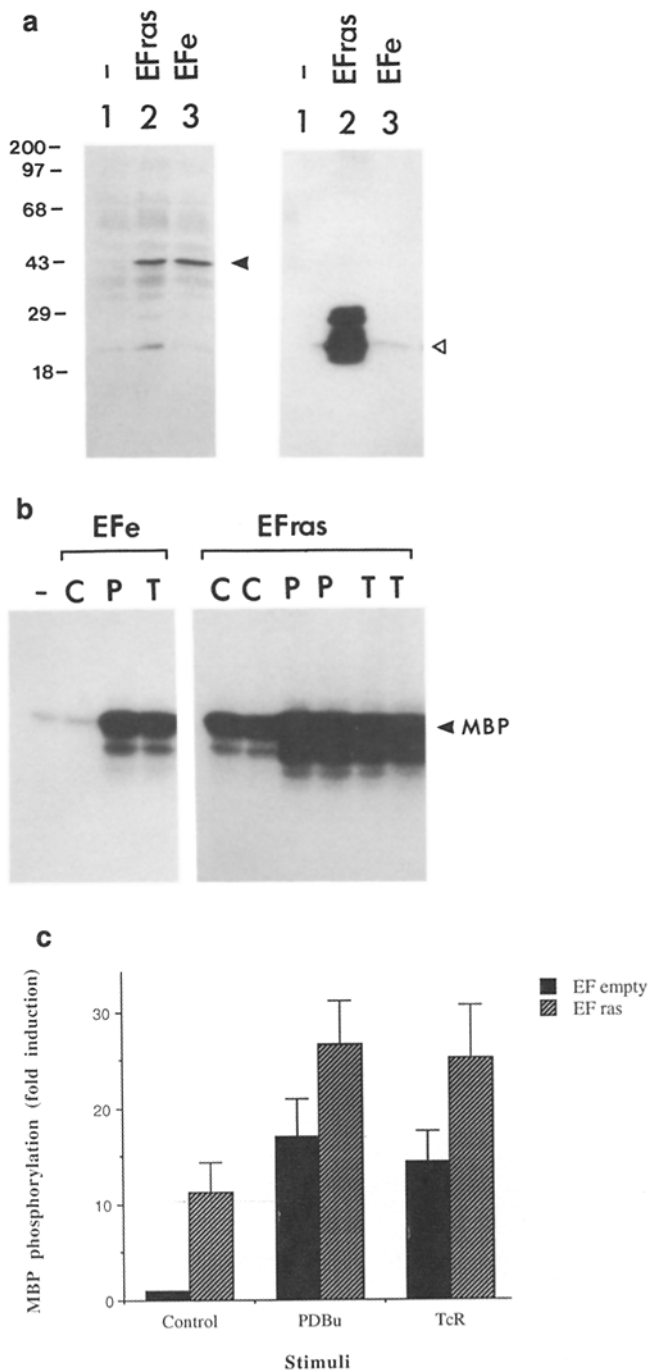 a
- EFras EFe - EFras EFe
1 2 3 1 2 3
200-
97-
68-
43-
29-
18-
b
EFe EFras
- C P T C C P P T T
MBP
c
MBP phosphorylation (fold induction)
30
20
10
0
EF empty
EF ras
Control PDBu TcR
Stimuli